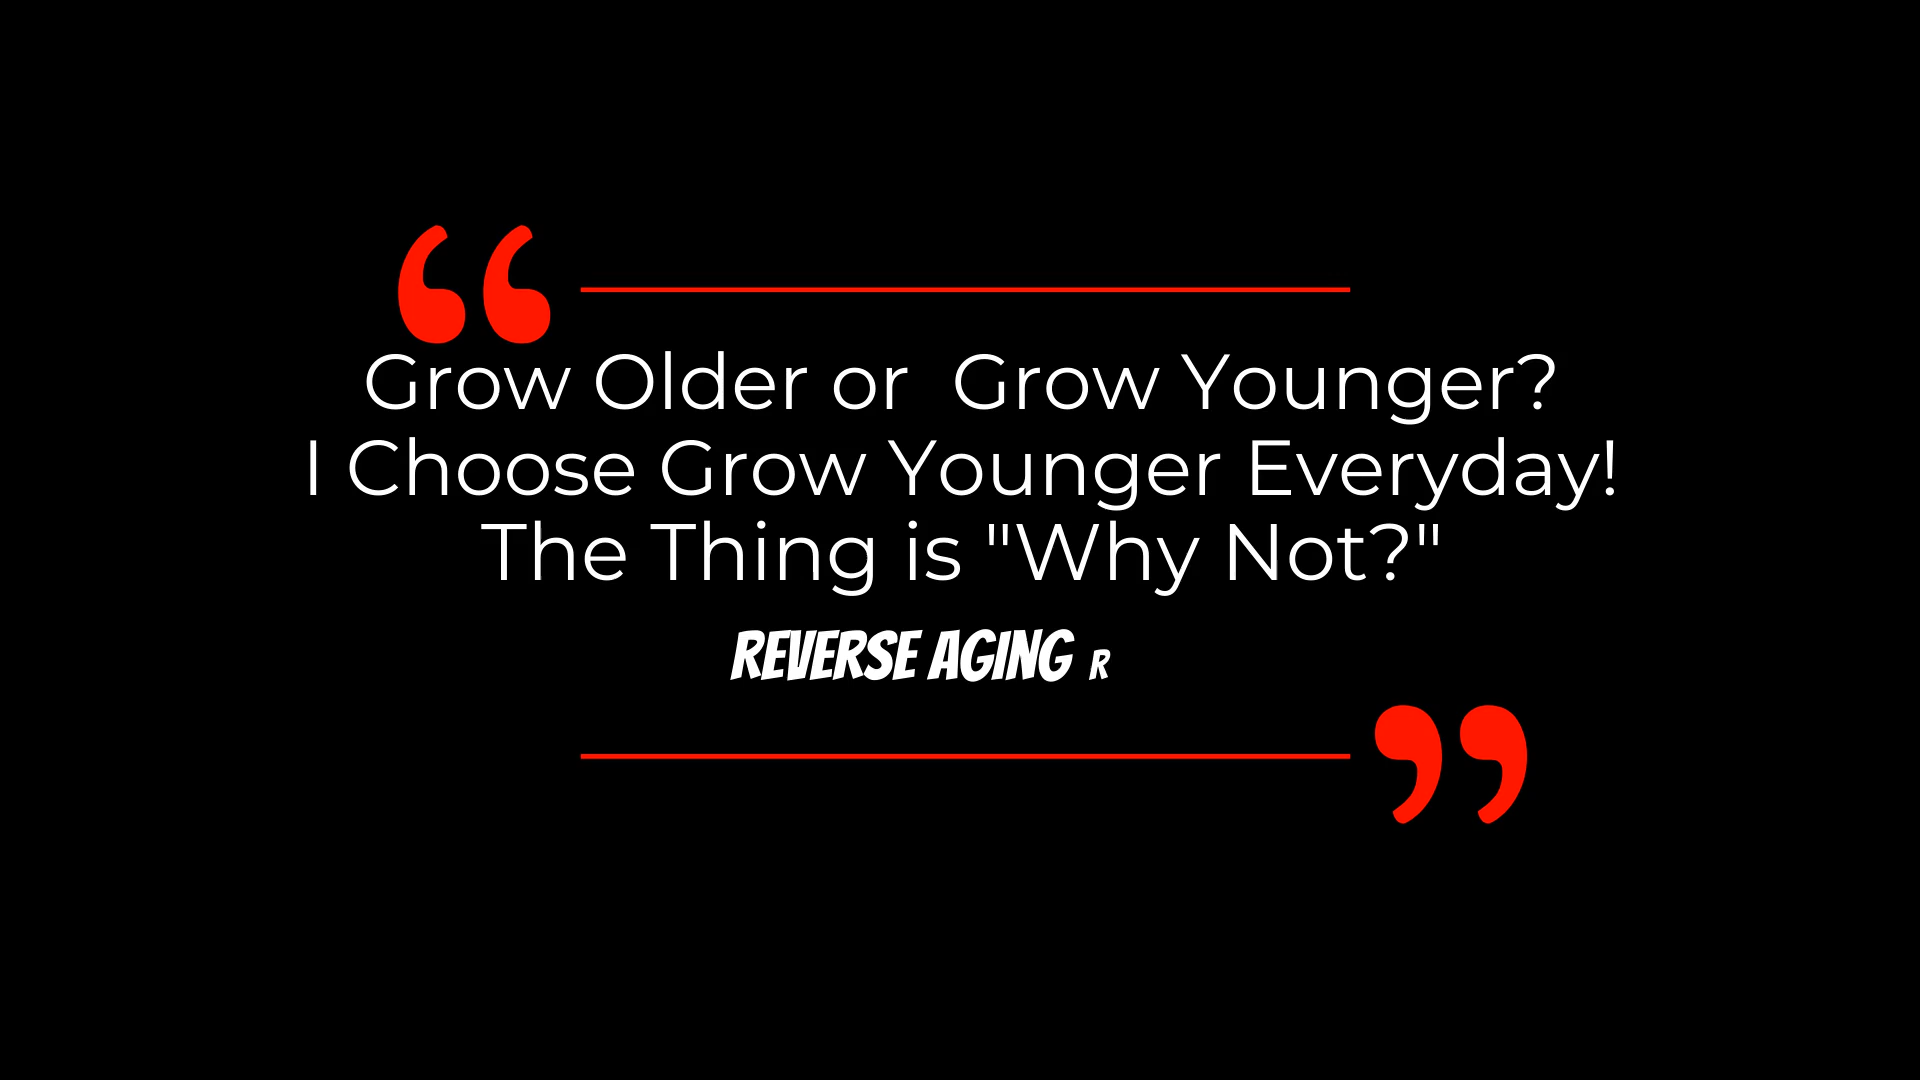 Grow Older or  Grow Younger?
I Choose Grow Younger Everyday!
The Thing is "Why Not?"
REVERSE AGING R